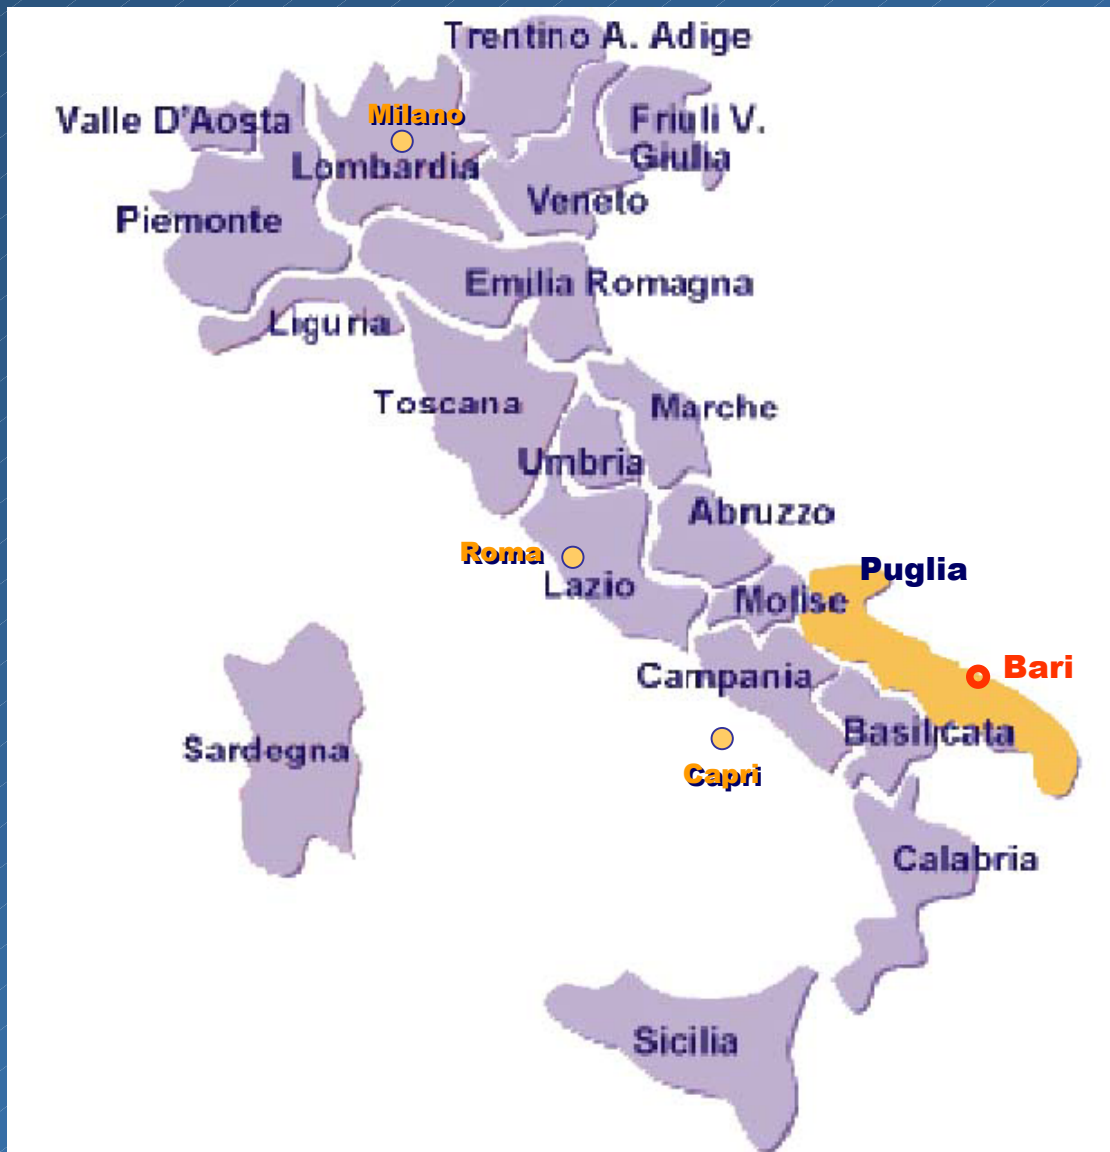 Trentino A. Adige
Milano
Valle D'Aosta
Friuli V.
Giulia
Lombardia
Veneto
Piemonte
Emilia Romagna
Liguria
Toscana
Marche
Umbria
Abruzzo
Roma
Puglia
Lazio
Molise
Bari
Campania
Basilicata
Sardegna
Capri
Calabria
Sicilia